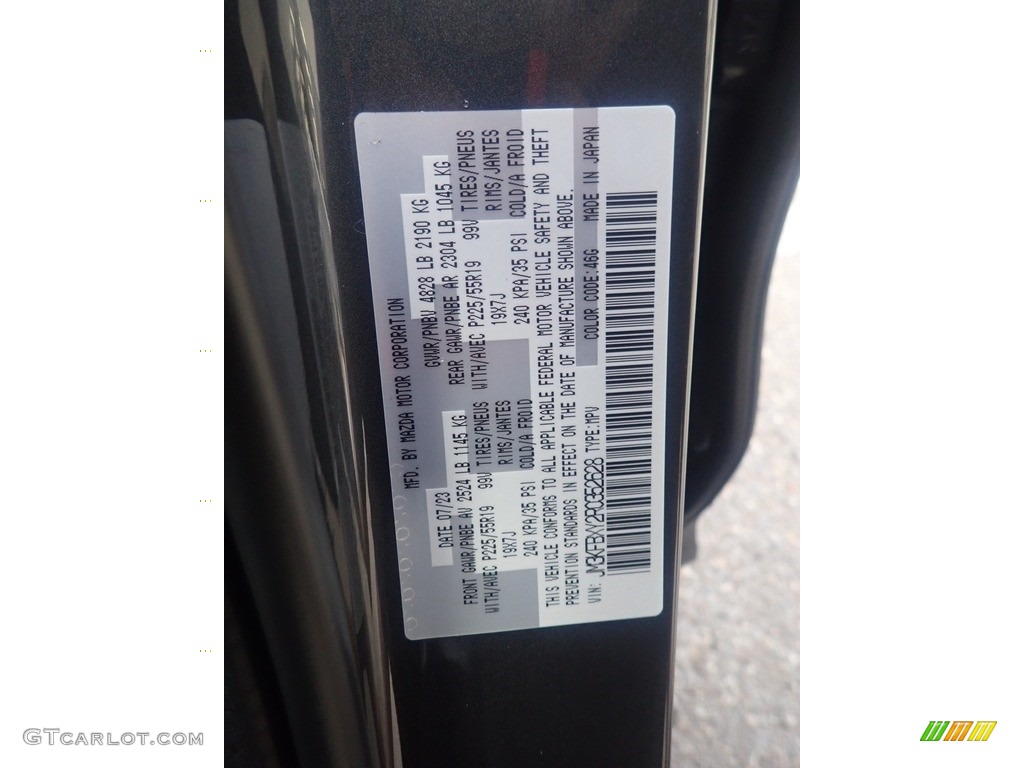 MFD. BY MAZDA MOTOR CORPORATION
DATE 07/23 GVWR/PNBV 4828 LB 2190 KG
FRONT GAWR/PNBE AV 2524 LB 1145 KG REAR GAWR/PNBE AR 2304 LB 1045 KG
WITH/AVEC P225/55R19 99V TIRES/PNEUS WITH/AVEC P225/55R19 99V TIRES/PNEUS
19X7J RIMS/JANTES 19X7J RIMS/JANTES
240 KPA/35 PSI COLD/A FROID 240 KPA/35 PSI COLD/A FROID
THIS VEHICLE CONFORMS TO ALL APPLICABLE FEDERAL MOTOR VEHICLE SAFETY AND THEFT
PREVENTION STANDARDS IN EFFECT ON THE DATE OF MANUFACTURE SHOWN ABOVE.
VIN: JM3KFBXY2R0352628 TYPE:MPV COLOR CODE:46G MADE IN JAPAN
GTcarlot.com